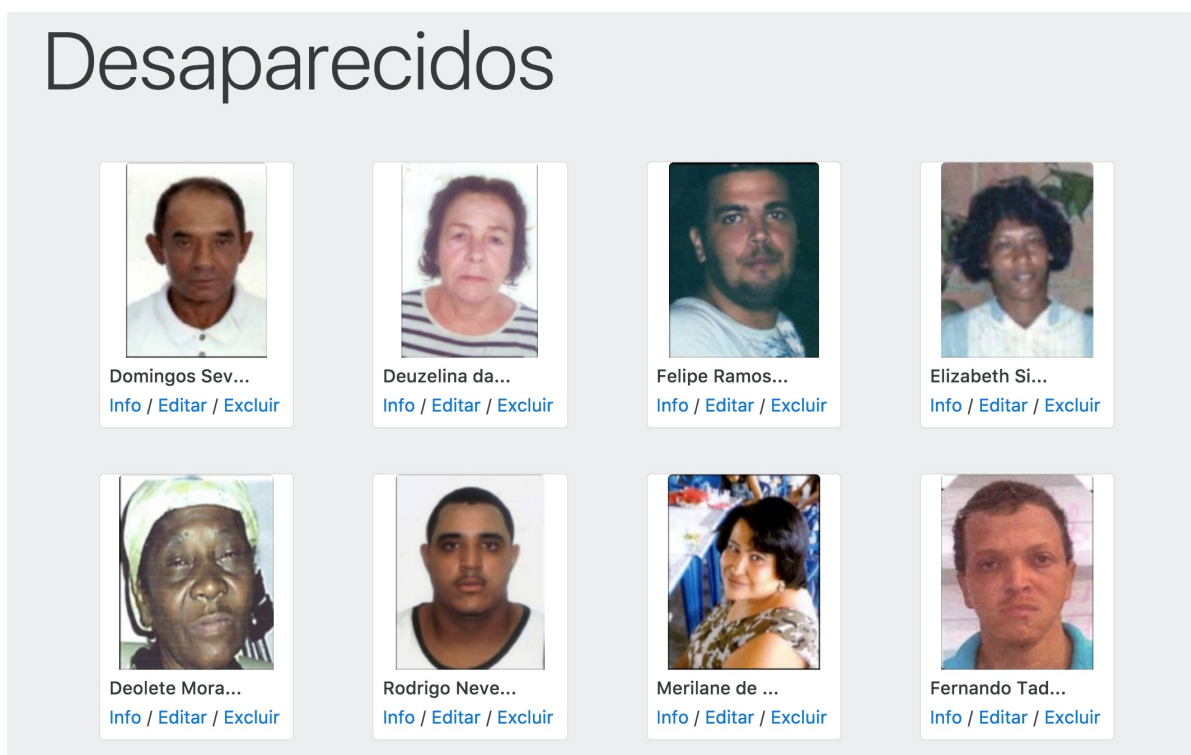 Desaparecidos
Domingos Sev... Deuzelina da... Felipe Ramos... Elizabeth Si...
Info / Editar / Excluir Info / Editar / Excluir Info / Editar / Excluir Info / Editar / Excluir
Deolete Mora... Rodrigo Neve... Merilane de ... Fernando Tad...
Info / Editar / Excluir Info / Editar / Excluir Info / Editar / Excluir Info / Editar / Excluir